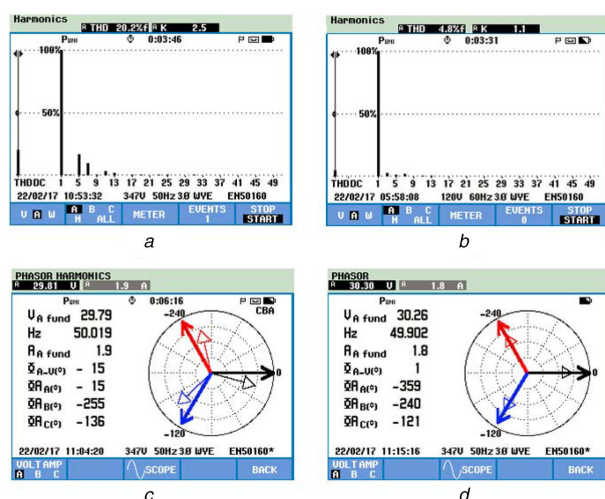 Harmonics
A THD 20.2%f A K 2.5
PUNI 0:03:46
100%
50%
THDDC 1 5 9 13 17 21 25 29 33 37 41 45 49
22/02/17 10:53:32 347V 50Hz 3Ø WYE EN50160
V A W A B C N ALL METER EVENTS 1 STOP START
a
Harmonics
A THD 4.8%f A K 1.1
PUNI 0:03:31
100%
50%
THDDC 1 5 9 13 17 21 25 29 33 37 41 45 49
22/02/17 05:58:08 120V 60Hz 3Ø WYE EN50160
V A W A B C N ALL METER EVENTS 0 STOP START
b
PHASOR HARMONICS
A 29.81 V A 1.9 A
PUNI 0:06:16
CBA
VA fund 29.79
Hz 50.019
AA fund 1.9
ΦA-V(°) - 15
ΦAA(°) - 15
ΦAB(°) -255
ΦAC(°) -136
-240
0
-120
22/02/17 11:04:20 347V 50Hz 3Ø WYE EN50160*
VOLT AMP A B C SCOPE BACK
c
PHASOR
A 30.30 V A 1.8 A
PUNI
VA fund 30.26
Hz 49.902
AA fund 1.8
ΦA-V(°) 1
ΦAA(°) -359
ΦAB(°) -240
ΦAC(°) -121
-240
0
-120
22/02/17 11:15:16 347V 50Hz 3Ø WYE EN50160*
VOLT AMP A B C SCOPE BACK
d